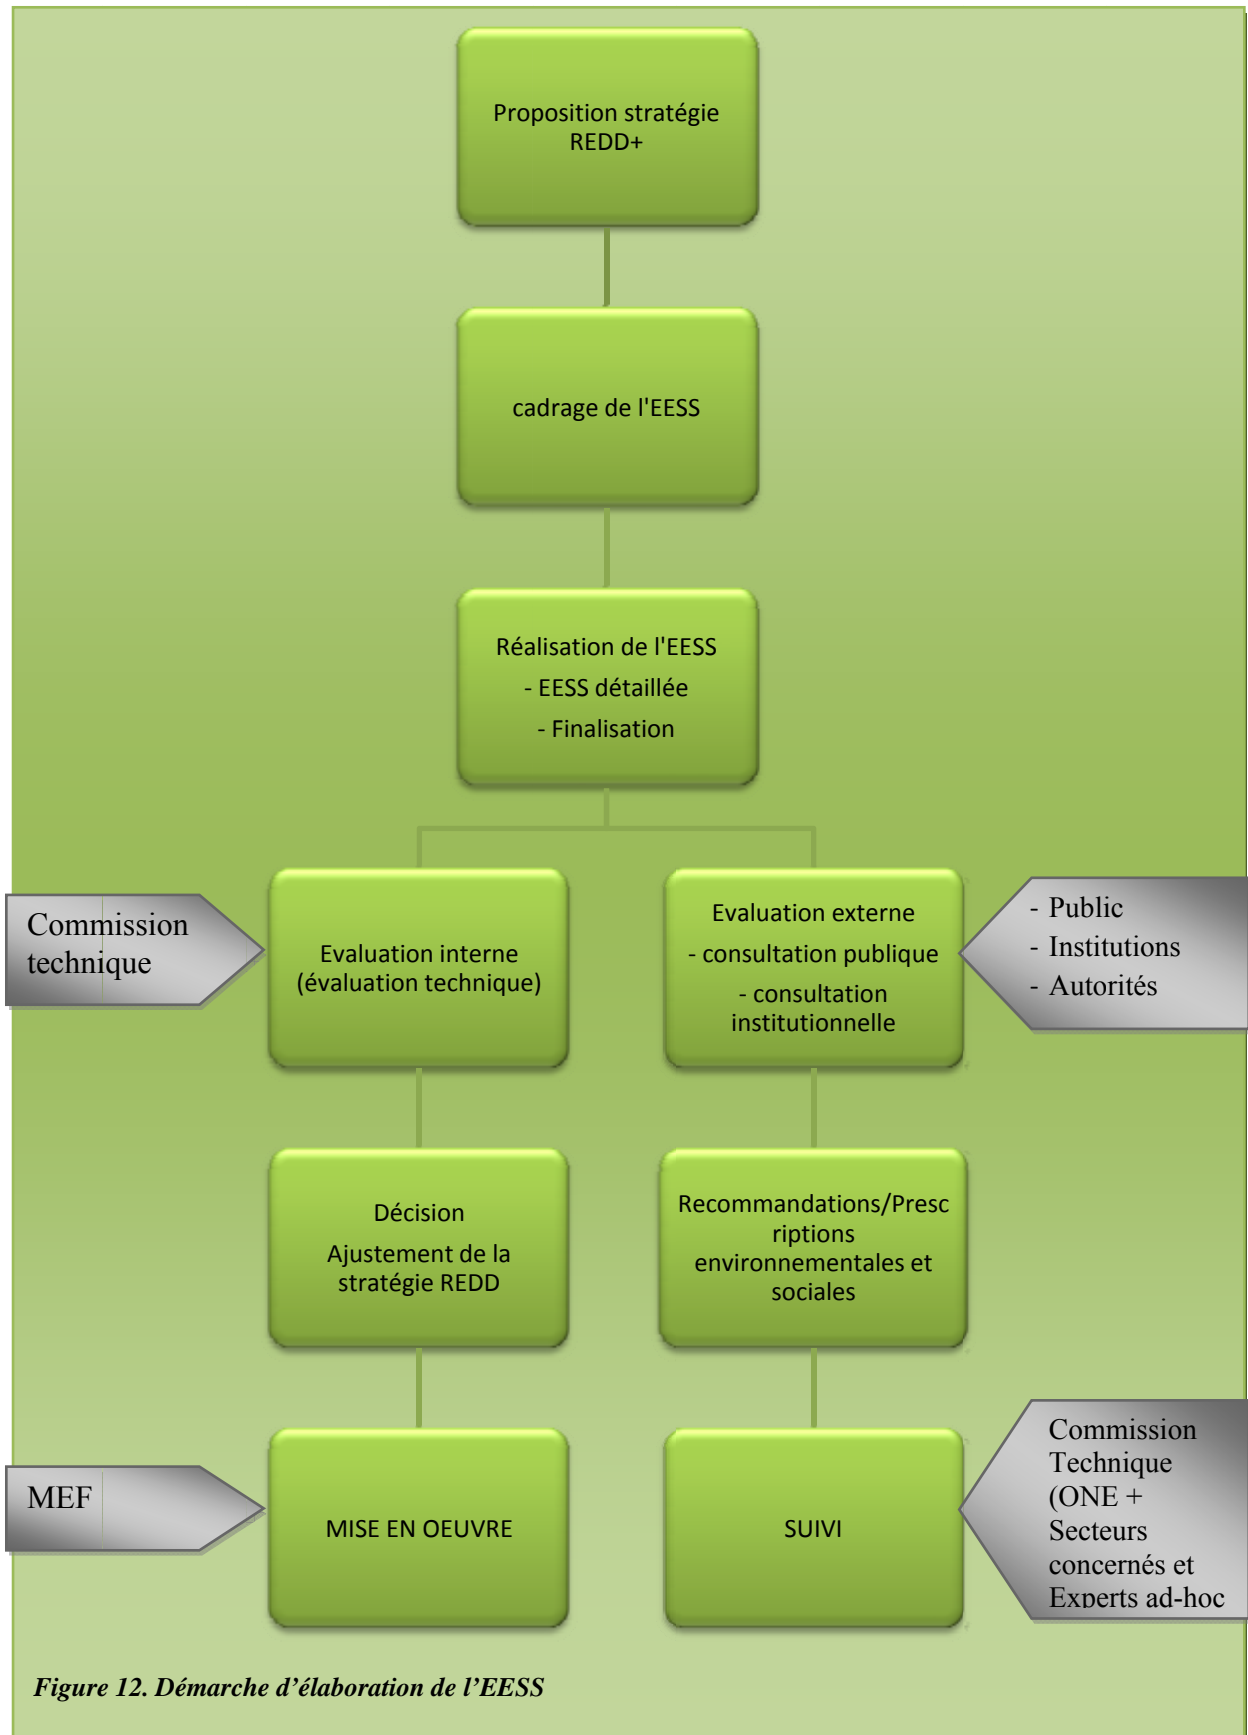 Proposition stratégie
REDD+
cadrage de l'EESS
Réalisation de l'EESS
- EESS détaillée
- Finalisation
Commission
technique
Evaluation interne
(évaluation technique)
Evaluation externe
- consultation publique
- consultation
institutionnelle
- Public
- Institutions
- Autorités
Décision
Ajustement de la
stratégie REDD
Recommandations/Presc
riptions
environnementales et
sociales
MEF
MISE EN OEUVRE
SUIVI
Commission
Technique
(ONE +
Secteurs
concernés et
Experts ad-hoc
Figure 12. Démarche d’élaboration de l’EESS